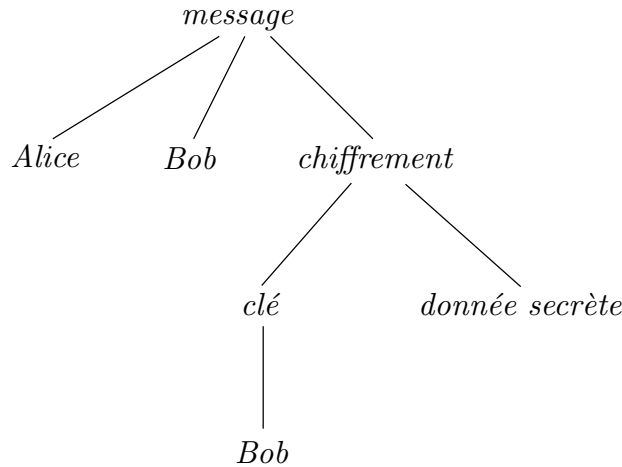 message
Alice Bob chiffrement
clé donnée secrète
Bob